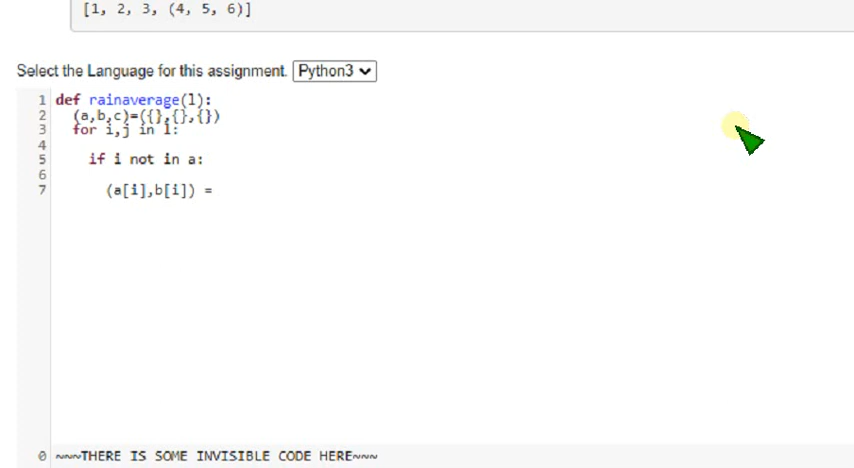 [1, 2, 3, (4, 5, 6)]
Select the Language for this assignment. Python3
1 def rainaverage(l):
2 (a,b,c)=({},{},{})
3 for i,j in l:
4
5 if i not in a:
6
7 (a[i],b[i]) =
0 ~~~THERE IS SOME INVISIBLE CODE HERE~~~